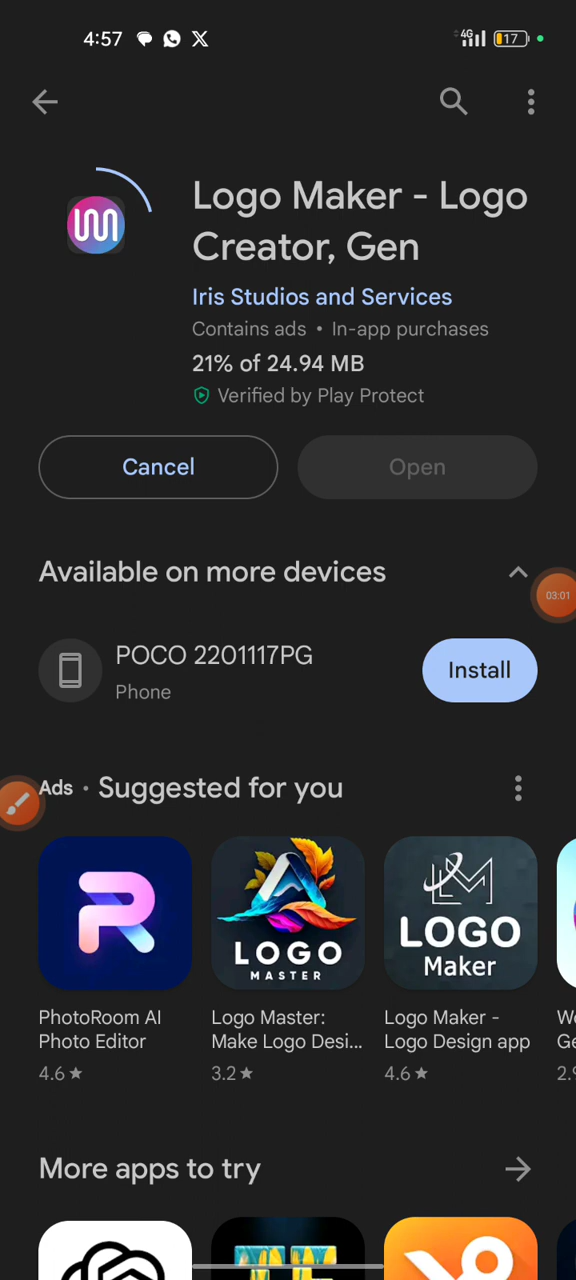 4:57
4G
17
Logo Maker - Logo
Creator, Gen
Iris Studios and Services
Contains ads • In-app purchases
21% of 24.94 MB
Verified by Play Protect
Cancel
Open
Available on more devices
03:01
POCO 2201117PG
Phone
Install
Ads • Suggested for you
R
LOGO
MASTER
LM
LOGO
Maker
PhotoRoom AI
Photo Editor
4.6★
Logo Master:
Make Logo Desi...
3.2★
Logo Maker -
Logo Design app
4.6★
More apps to try